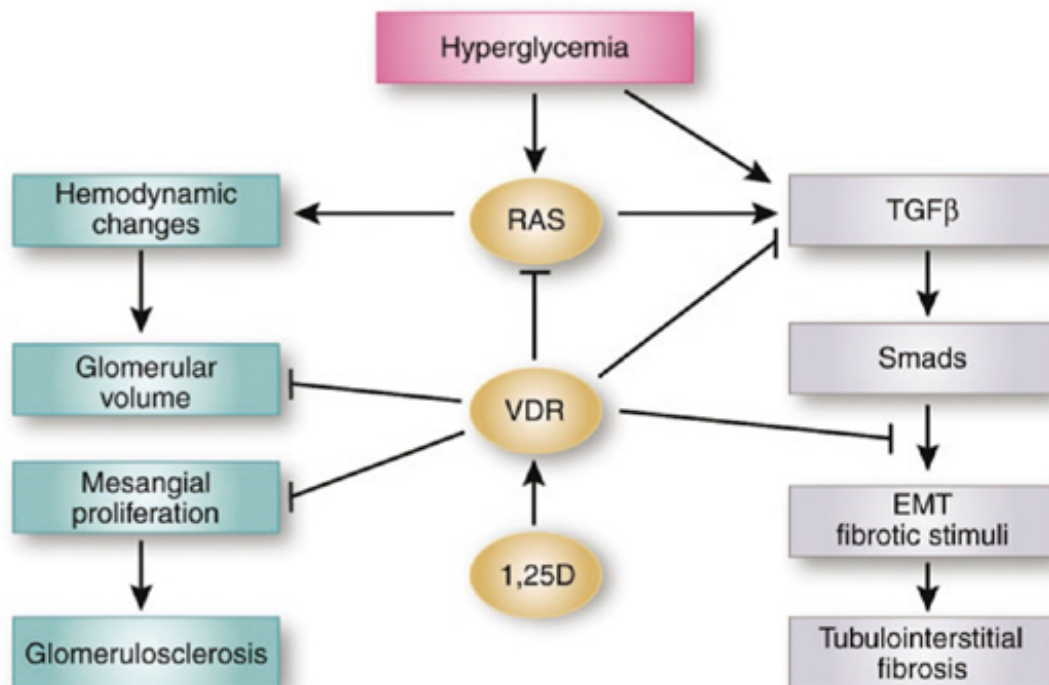 Hyperglycemia
Hemodynamic
changes
RAS
TGFβ
Glomerular
volume
VDR
Smads
Mesangial
proliferation
EMT
fibrotic stimuli
1,25D
Glomerulosclerosis
Tubulointerstitial
fibrosis